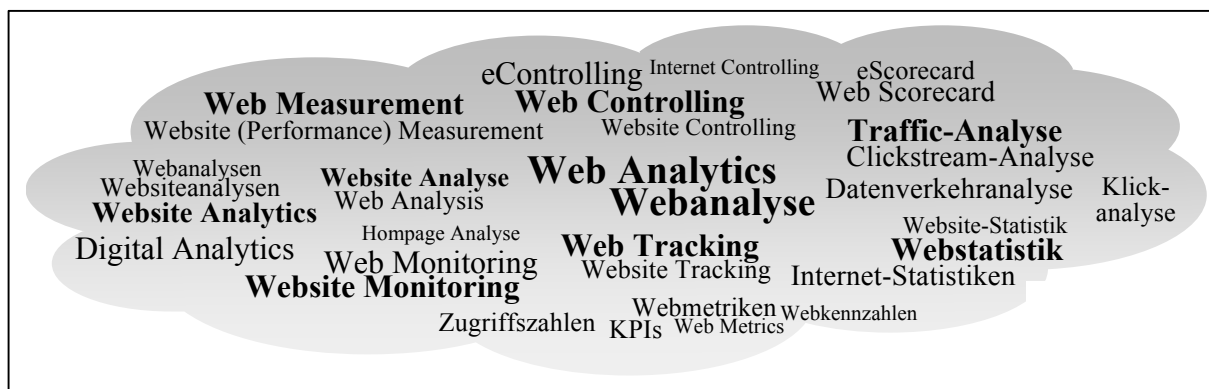 eControlling
Internet Controlling
eScorecard
Web Scorecard
Web Measurement
Web Controlling
Website (Performance) Measurement
Website Controlling
Traffic-Analyse
Clickstream-Analyse
Webanalysen
Websiteanalysen
Website Analytics
Website Analyse
Web Analysis
Web Analytics
Webanalyse
Datenverkehranalyse
Klick-
analyse
Digital Analytics
Hompage Analyse
Web Monitoring
Website Monitoring
Web Tracking
Website Tracking
Website-Statistik
Webstatistik
Internet-Statistiken
Zugriffszahlen
Webmetriken
KPIs
Web Metrics
Webkennzahlen